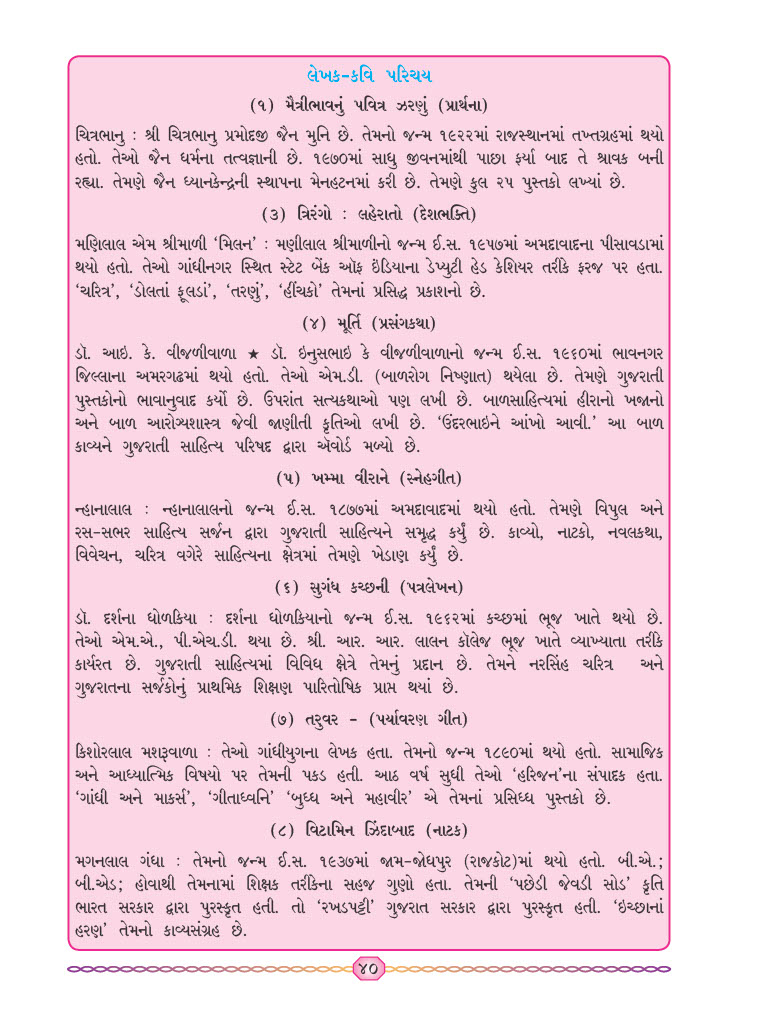 લેખક-કવિ પરિચય
(૧) મૈત્રીભાવનું પવિત્ર ઝરણું (પ્રાર્થના)
ચિત્રભાનુ : શ્રી ચિત્રભાનુ પ્રમોદજી જૈન મુનિ છે. તેમનો જન્મ ૧૯૨૨માં રાજસ્થાનમાં તખ્તગ્રહમાં થયો
હતો. તેઓ જૈન ધર્મના તત્વજ્ઞાની છે. ૧૯૭૦માં સાધુ જીવનમાંથી પાછા ફર્યા બાદ તે શ્રાવક બની
રહ્યા. તેમણે જૈન ધ્યાનકેન્દ્રની સ્થાપના મેનહટનમાં કરી છે. તેમણે કુલ ૨૫ પુસ્તકો લખ્યાં છે.
(૩) ત્રિરંગો : લહેરાતો (દેશભક્તિ)
મણિલાલ એમ શ્રીમાળી ‘મિલન’ : મણીલાલ શ્રીમાળીનો જન્મ ઈ.સ. ૧૯૫૭માં અમદાવાદના પીસાવડામાં
થયો હતો. તેઓ ગાંધીનગર સ્થિત સ્ટેટ બેંક ઑફ ઇંડિયાના ડેપ્યુટી હેડ કેશિયર તરીકે ફરજ પર હતા.
‘ચરિત્ર’, ‘ડોલતાં ફૂલડાં’, ‘તરણું’, ‘હીંચકો’ તેમનાં પ્રસિદ્ધ પ્રકાશનો છે.
(૪) મૂર્તિ (પ્રસંગકથા)
ડૉ. આઇ. કે. વીજળીવાળા ★ ડૉ. ઇનુસભાઇ કે વીજળીવાળાનો જન્મ ઈ.સ. ૧૯૬૦માં ભાવનગર
જિલ્લાના અમરગઢમાં થયો હતો. તેઓ એમ.ડી. (બાળરોગ નિષ્ણાત) થયેલા છે. તેમણે ગુજરાતી
પુસ્તકોનો ભાવાનુવાદ કર્યો છે. ઉપરાંત સત્યકથાઓ પણ લખી છે. બાળસાહિત્યમાં હીરાનો ખજાનો
અને બાળ આરોગ્યશાસ્ત્ર જેવી જાણીતી કૃતિઓ લખી છે. ‘ઉંદરભાઇને આંખો આવી.’ આ બાળ
કાવ્યને ગુજરાતી સાહિત્ય પરિષદ દ્વારા ઍવોર્ડ મળ્યો છે.
(૫) ખમ્મા વીરાને (સ્નેહગીત)
ન્હાનાલાલ : ન્હાનાલાલનો જન્મ ઈ.સ. ૧૮૭૭માં અમદાવાદમાં થયો હતો. તેમણે વિપુલ અને
રસ-સભર સાહિત્ય સર્જન દ્વારા ગુજરાતી સાહિત્યને સમૃદ્ધ કર્યું છે. કાવ્યો, નાટકો, નવલકથા,
વિવેચન, ચરિત્ર વગેરે સાહિત્યના ક્ષેત્રમાં તેમણે ખેડાણ કર્યું છે.
(૬) સુગંધ કચ્છની (પત્રલેખન)
ડૉ. દર્શના ધોળકિયા : દર્શના ધોળકિયાનો જન્મ ઈ.સ. ૧૯૬૨માં કચ્છમાં ભૂજ ખાતે થયો છે.
તેઓ એમ.એ., પી.એચ.ડી. થયા છે. શ્રી. આર. આર. લાલન કૉલેજ ભૂજ ખાતે વ્યાખ્યાતા તરીકે
કાર્યરત છે. ગુજરાતી સાહિત્યમાં વિવિધ ક્ષેત્રે તેમનું પ્રદાન છે. તેમને નરસિંહ ચરિત્ર અને
ગુજરાતના સર્જકોનું પ્રાથમિક શિક્ષણ પારિતોષિક પ્રાપ્ત થયાં છે.
(૭) તરુવર - (પર્યાવરણ ગીત)
કિશોરલાલ મશરૂવાળા : તેઓ ગાંધીયુગના લેખક હતા. તેમનો જન્મ ૧૮૯૦માં થયો હતો. સામાજિક
અને આધ્યાત્મિક વિષયો પર તેમની પકડ હતી. આઠ વર્ષ સુધી તેઓ ‘હરિજન’ના સંપાદક હતા.
‘ગાંધી અને માર્ક્સ’, ‘ગીતાધ્વનિ’ ‘બુધ્ધ અને મહાવીર’ એ તેમનાં પ્રસિધ્ધ પુસ્તકો છે.
(૮) વિટામિન ઝિંદાબાદ (નાટક)
મગનલાલ ગંધા : તેમનો જન્મ ઈ.સ. ૧૯૩૭માં જામ-જોધપુર (રાજકોટ)માં થયો હતો. બી.એ.;
બી.એડ; હોવાથી તેમનામાં શિક્ષક તરીકેના સહજ ગુણો હતા. તેમની ‘પછેડી જેવડી સોડ’ કૃતિ
ભારત સરકાર દ્વારા પુરસ્કૃત હતી. તો ‘રખડપટ્ટી’ ગુજરાત સરકાર દ્વારા પુરસ્કૃત હતી. ‘ઇચ્છાનાં
હરણ’ તેમનો કાવ્યસંગ્રહ છે.
૪૦